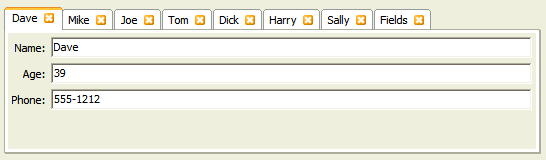 Dave Mike Joe Tom Dick Harry Sally Fields
Name: Dave
Age: 39
Phone: 555-1212